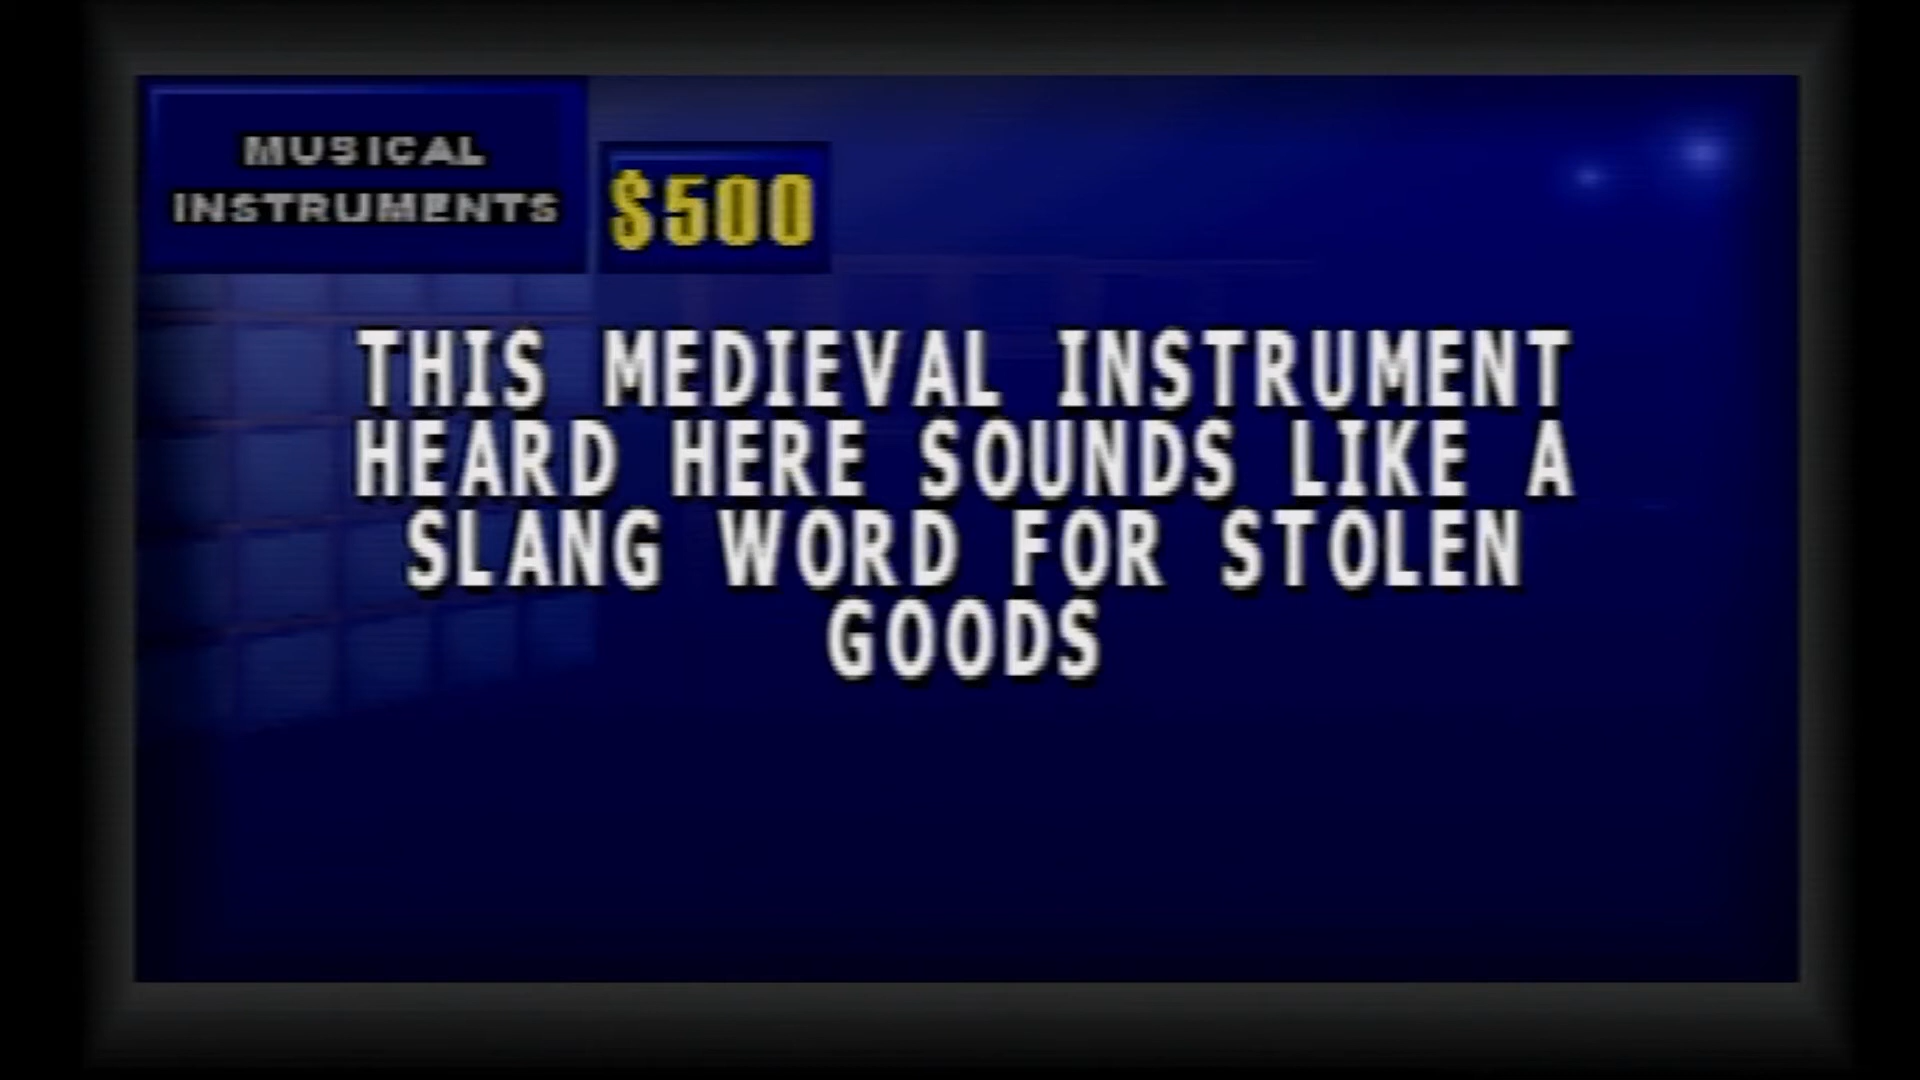 MUSICAL
INSTRUMENTS
$500
THIS MEDIEVAL INSTRUMENT
HEARD HERE SOUNDS LIKE A
SLANG WORD FOR STOLEN
GOODS